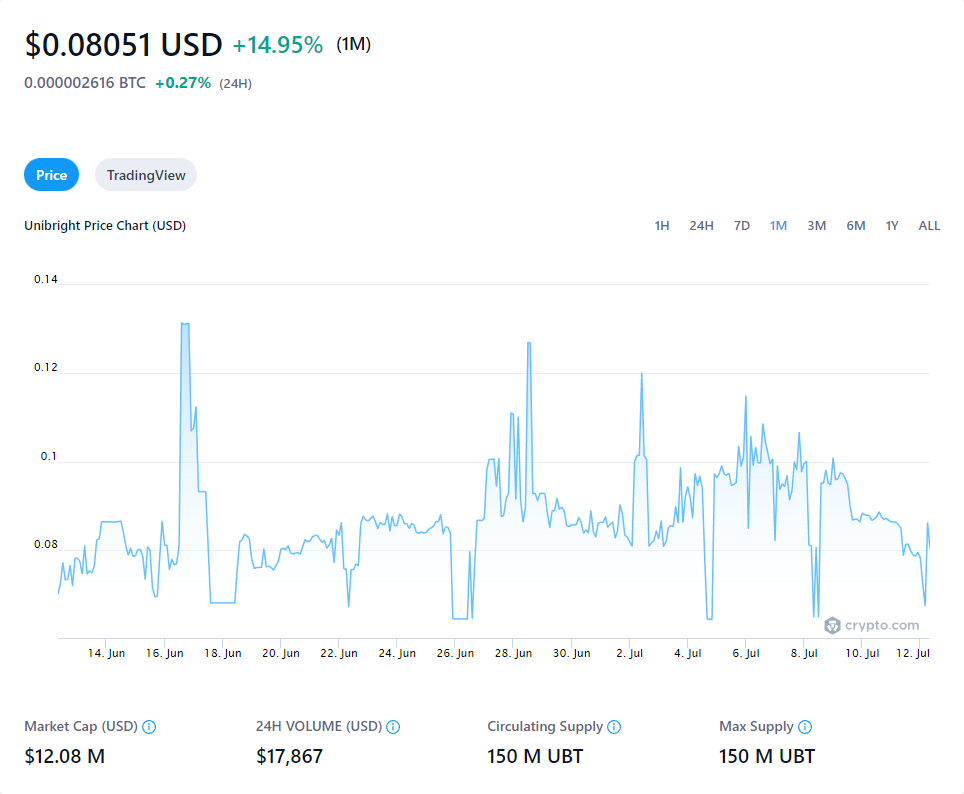 $0.08051 USD +14.95% (1M)
0.000002616 BTC +0.27% (24H)
Price TradingView
Unibright Price Chart (USD) 1H 24H 7D 1M 3M 6M 1Y ALL
0.14
0.12
0.1
0.08
crypto.com
14. Jun 16. Jun 18. Jun 20. Jun 22. Jun 24. Jun 26. Jun 28. Jun 30. Jun 2. Jul 4. Jul 6. Jul 8. Jul 10. Jul 12. Jul
Market Cap (USD) 24H VOLUME (USD) Circulating Supply Max Supply
$12.08 M $17,867 150 M UBT 150 M UBT